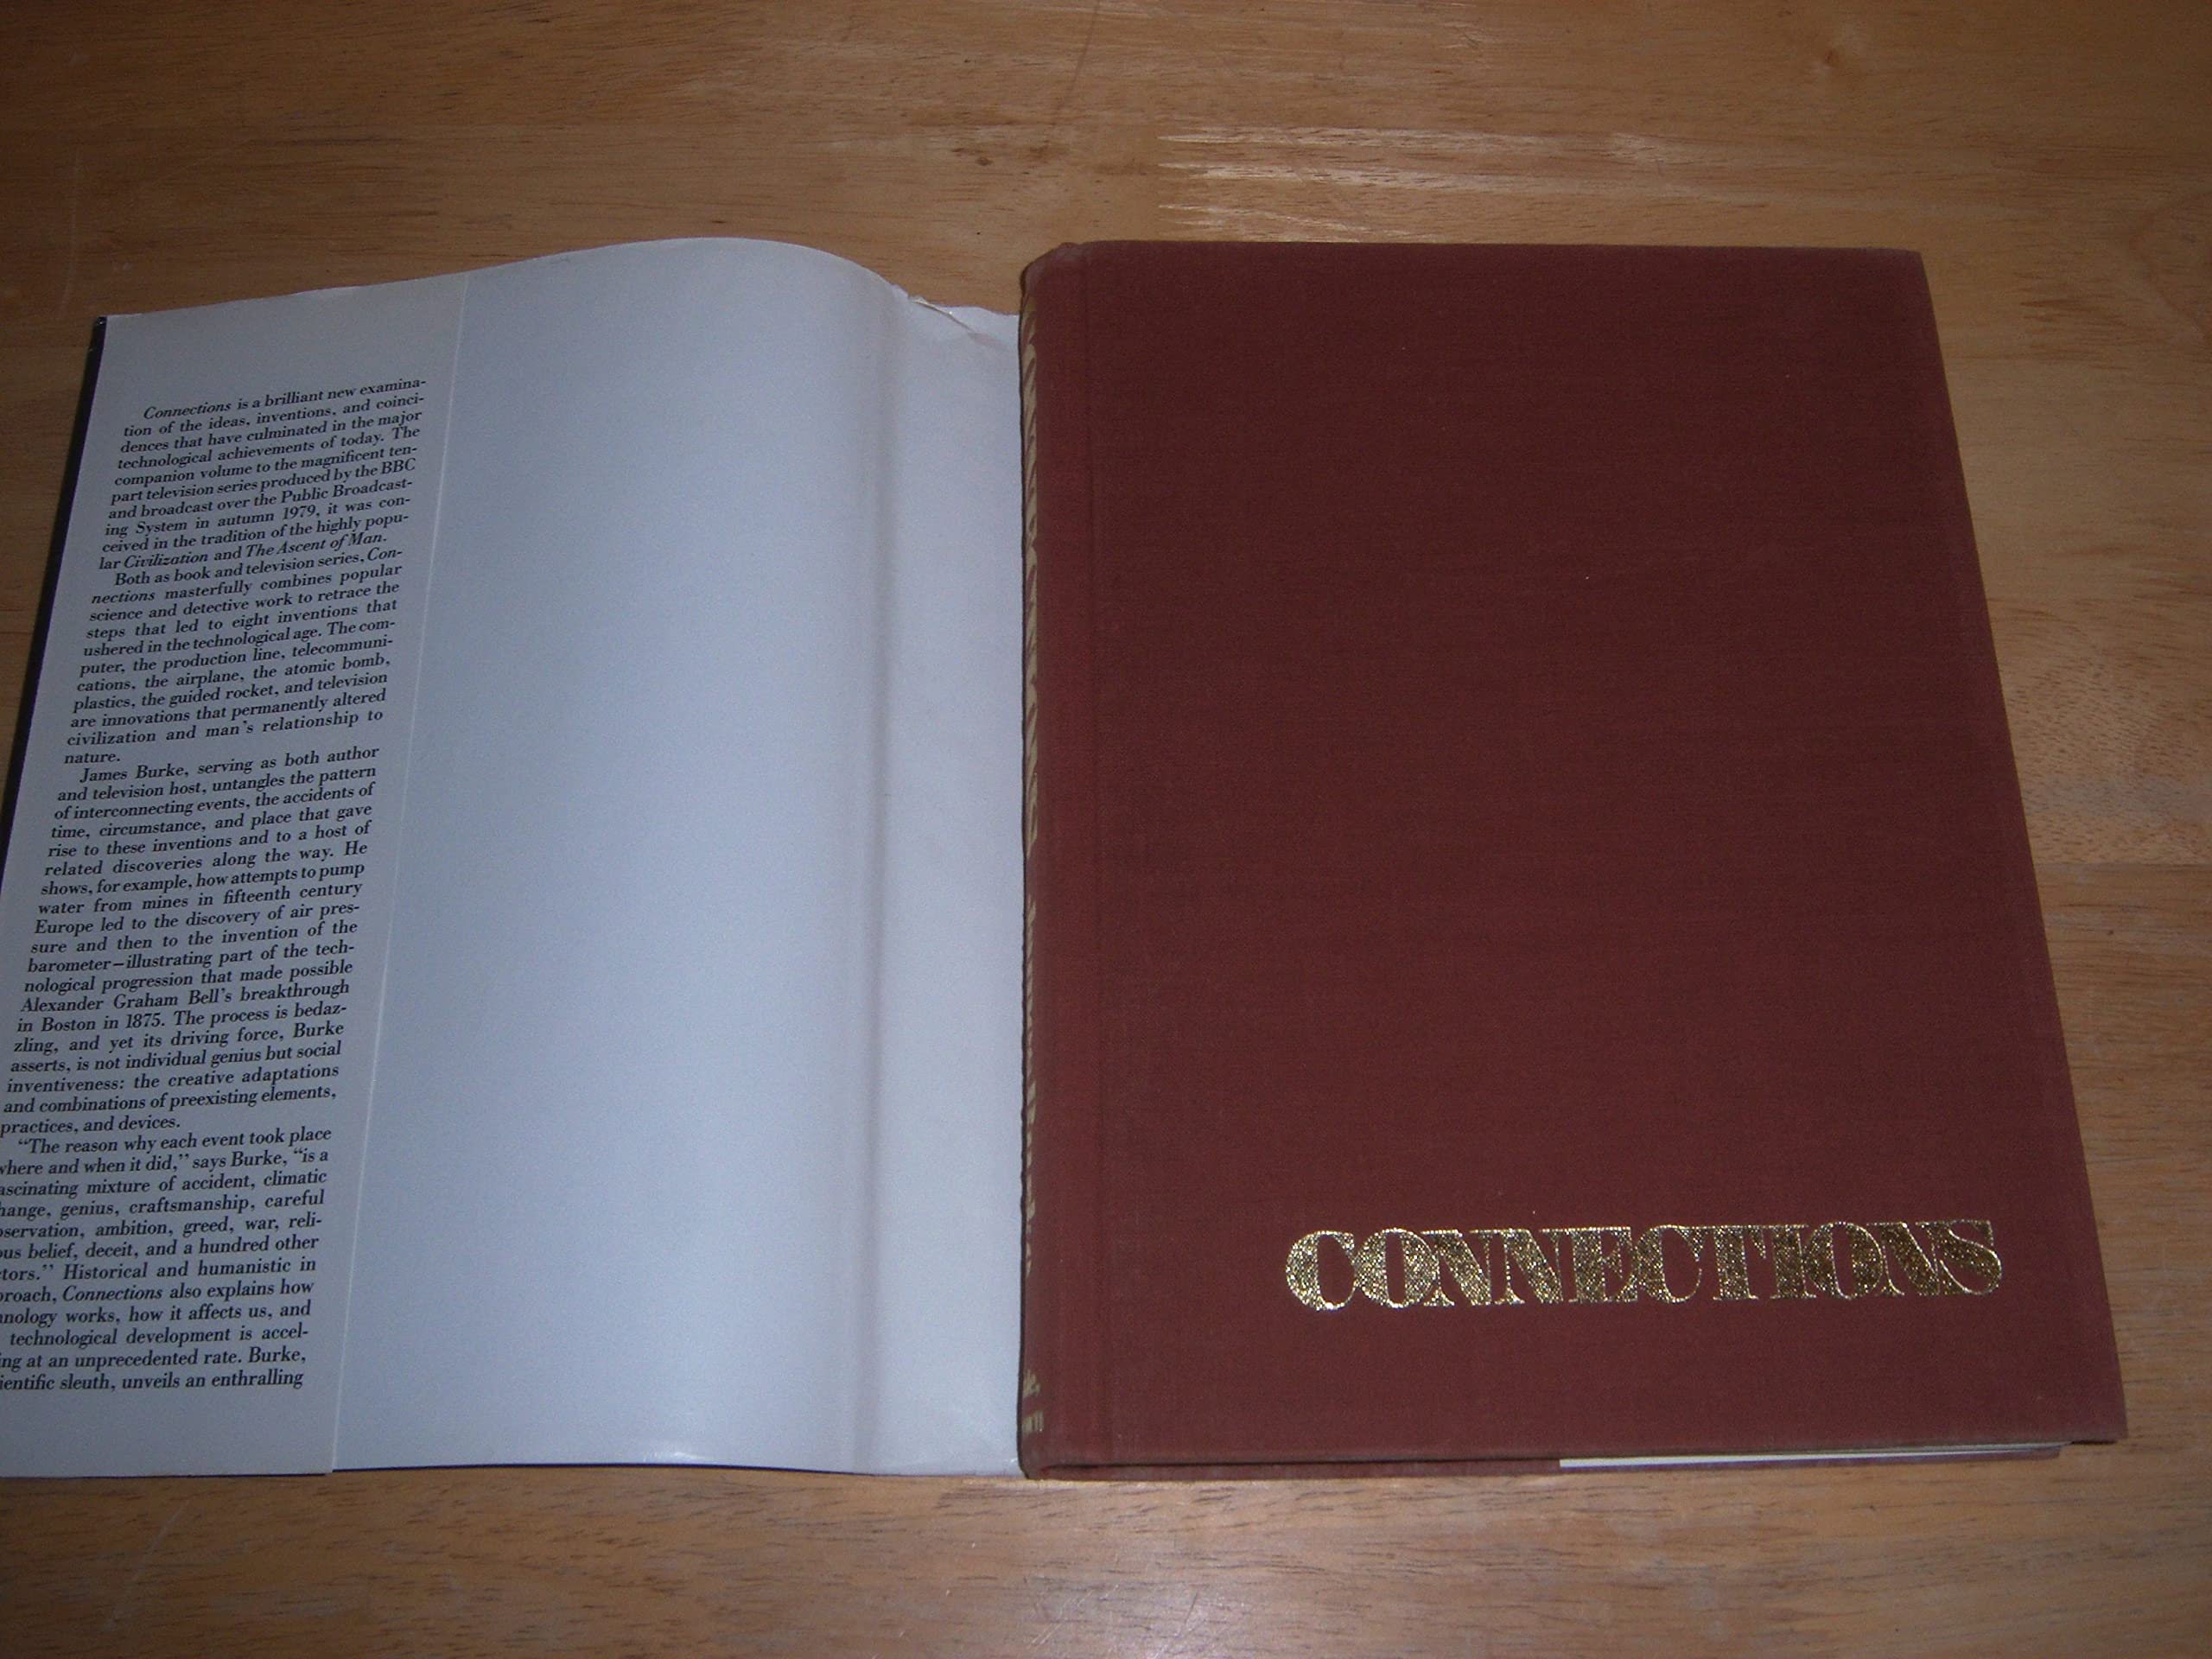 Connections is a brilliant new examina-
tion of the ideas, inventions, and coinci-
dences that have culminated in the major
technological achievements of today. The
companion volume to the magnificent ten-
part television series produced by the BBC
and broadcast over the Public Broadcast-
ing System in autumn 1979, it was con-
ceived in the tradition of the highly popu-
lar Civilization and The Ascent of Man.
Both as book and television series, Con-
nections masterfully combines popular
science and detective work to retrace the
steps that led to eight inventions that
ushered in the technological age. The com-
puter, the production line, telecommuni-
cations, the airplane, the atomic bomb,
plastics, the guided rocket, and television
are innovations that permanently altered
civilization and man's relationship to
nature.
James Burke, serving as both author
and television host, untangles the pattern
of interconnecting events, the accidents of
time, circumstance, and place that gave
rise to these inventions and to a host of
related discoveries along the way. He
shows, for example, how attempts to pump
water from mines in fifteenth century
Europe led to the discovery of air pres-
sure and then to the invention of the
barometer—illustrating part of the tech-
nological progression that made possible
Alexander Graham Bell's breakthrough
in Boston in 1875. The process is bedaz-
zling, and yet its driving force, Burke
asserts, is not individual genius but social
inventiveness: the creative adaptations
and combinations of preexisting elements,
practices, and devices.
"The reason why each event took place
where and when it did," says Burke, "is a
ascinating mixture of accident, climatic
hange, genius, craftsmanship, careful
bservation, ambition, greed, war, reli-
ous belief, deceit, and a hundred other
ctors." Historical and humanistic in
proach, Connections also explains how
hnology works, how it affects us, and
technological development is accel-
ing at an unprecedented rate. Burke,
ientific sleuth, unveils an enthralling
CONNECTIONS